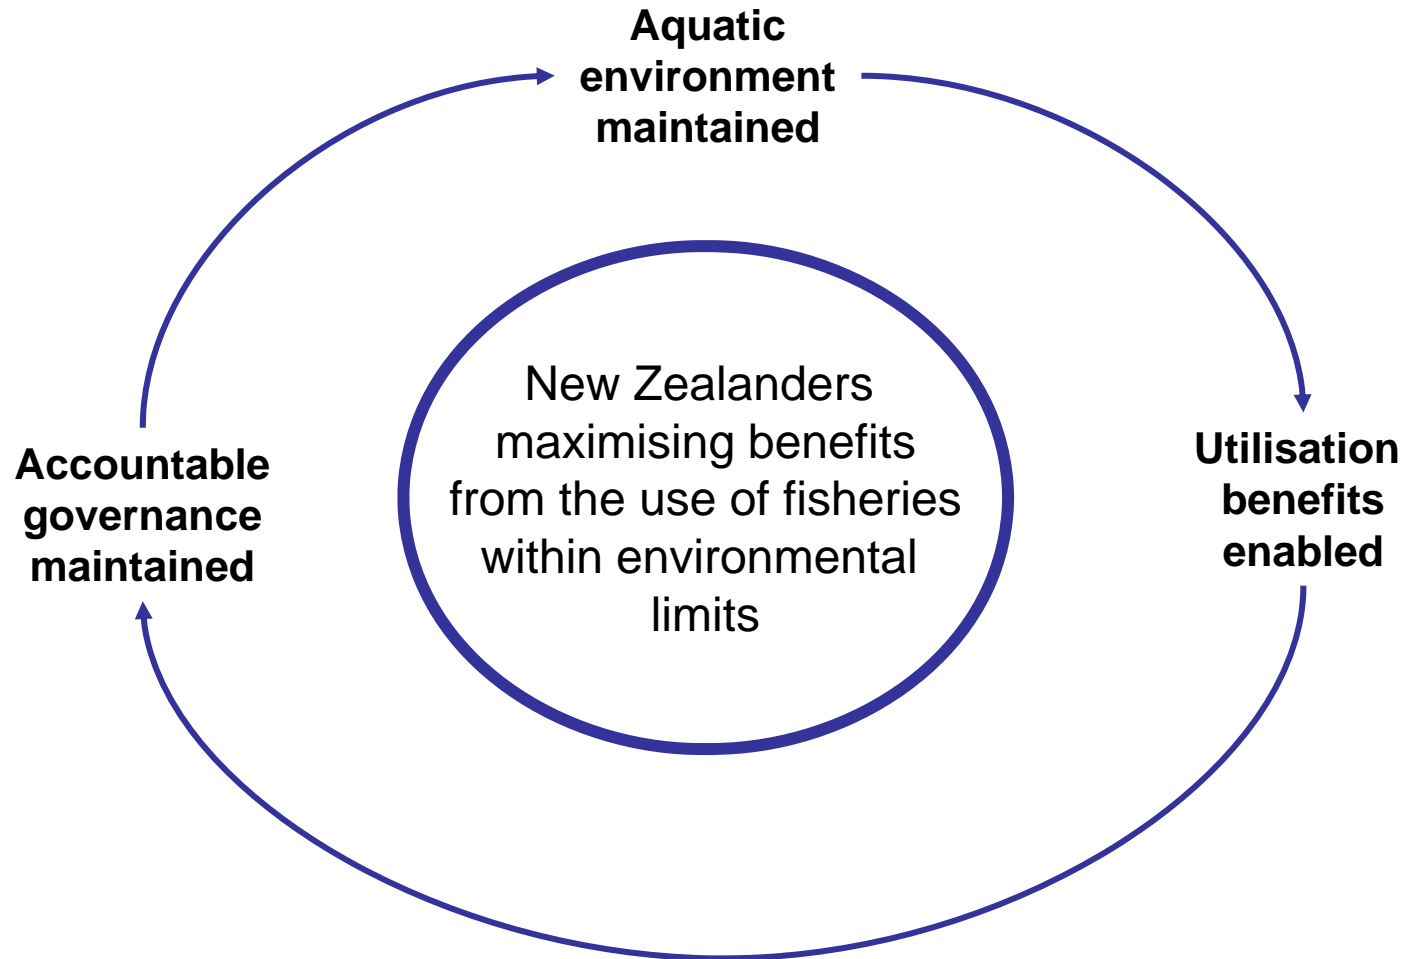 Aquatic
environment
maintained
New Zealanders
maximising benefits
from the use of fisheries
within environmental
limits
Accountable
governance
maintained
Utilisation
benefits
enabled